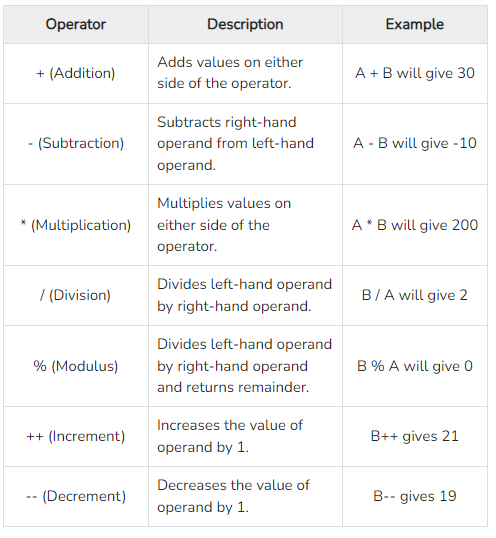 Operator Description Example
+ (Addition) Adds values on either A + B will give 30
side of the operator.
- (Subtraction) Subtracts right-hand A - B will give -10
operand from left-hand
operand.
* (Multiplication) Multiplies values on A * B will give 200
either side of the
operator.
/ (Division) Divides left-hand operand B / A will give 2
by right-hand operand.
% (Modulus) Divides left-hand operand B % A will give 0
by right-hand operand
and returns remainder.
++ (Increment) Increases the value of B++ gives 21
operand by 1.
-- (Decrement) Decreases the value of B-- gives 19
operand by 1.